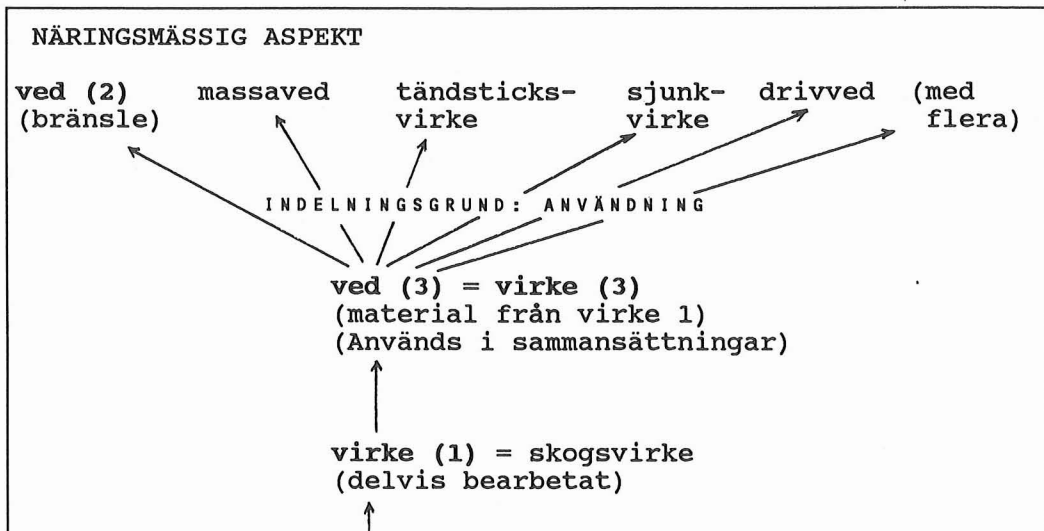 NÄRINGSMÄSSIG ASPEKT
ved (2) massaved tändsticks- sjunk- drivved (med
(bränsle) virke virke flera)
INDELNINGSGRUND: ANVÄNDNING
ved (3) = virke (3)
(material från virke 1)
(Används i sammansättningar)
virke (1) = skogsvirke
(delvis bearbetat)